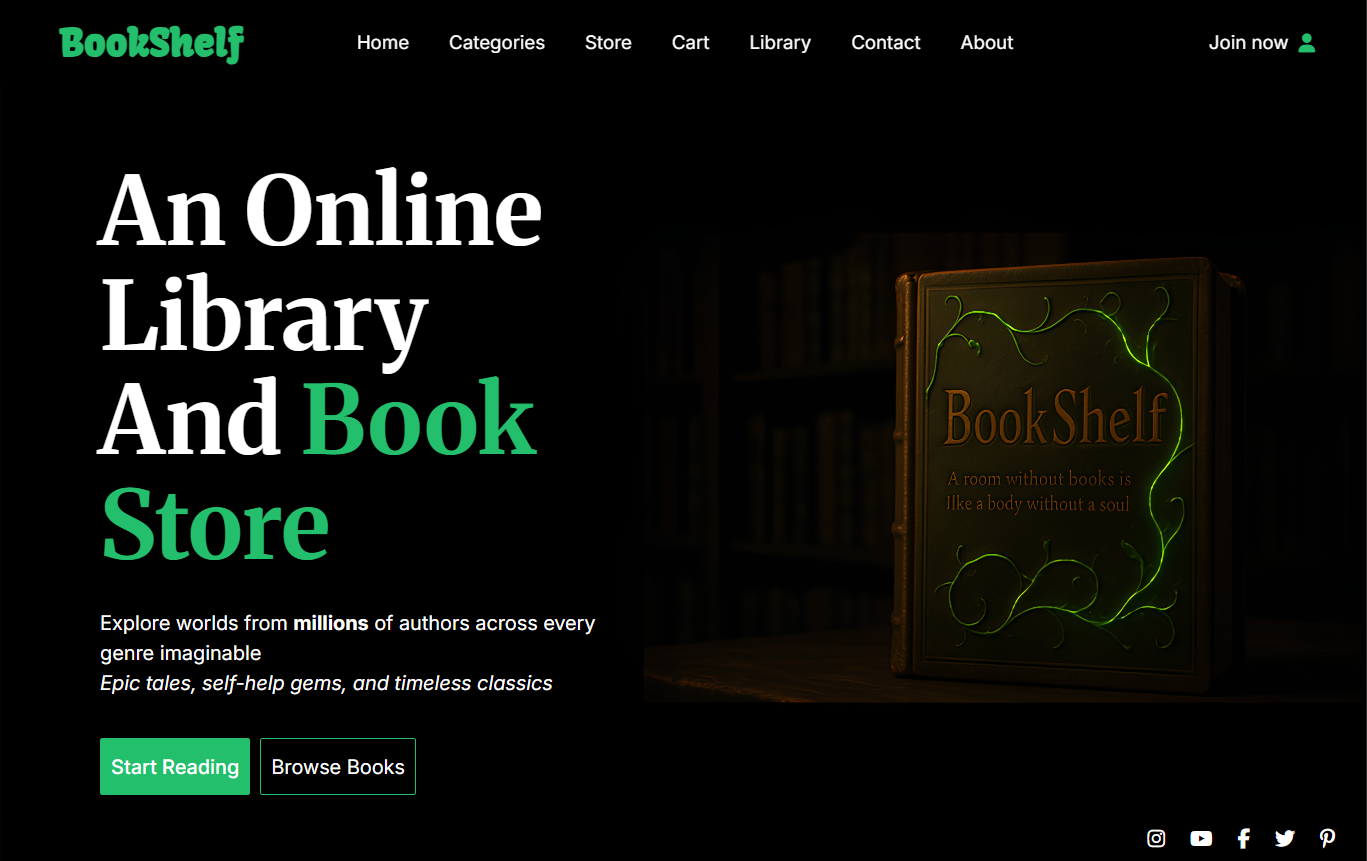 BookShelf
Home Categories Store Cart Library Contact About
Join now
An Online
Library
And Book
Store
Explore worlds from millions of authors across every
genre imaginable
Epic tales, self-help gems, and timeless classics
Start Reading
Browse Books
BookShelf
A room without books is
lIke a body without a soul